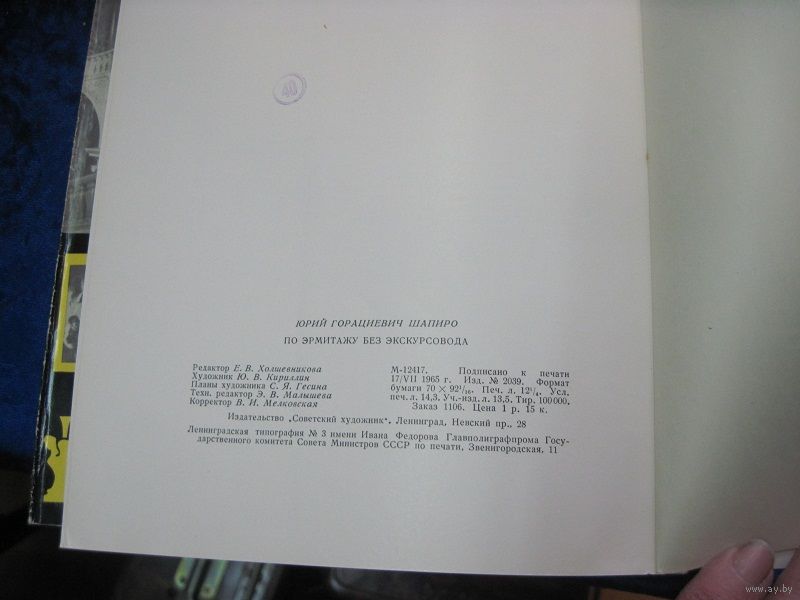 40
ЮРИЙ ГОРАЦИЕВИЧ ШАПИРО
ПО ЭРМИТАЖУ БЕЗ ЭКСКУРСОВОДА
Редактор Е. В. Холшевникова
Художник Ю. В. Кириллин
Планы художника С. Я. Гесина
Техн. редактор Э. В. Малышева
Корректор В. И. Мелковская
М-12417. Подписано к печати
17/VII 1965 г. Изд. № 2039. Формат
бумаги 70 × 92¹/₁₆. Печ. л. 12¹/₄. Усл.
печ. л. 14,3. Уч.-изд. л. 13,5. Тир. 100 000.
Заказ 1106. Цена 1 р. 15 к.
Издательство „Советский художник“, Ленинград, Невский пр., 28
Ленинградская типография № 3 имени Ивана Федорова Главполиграфпрома Госу-
дарственного комитета Совета Министров СССР по печати, Звенигородская, 11
www.ay.by